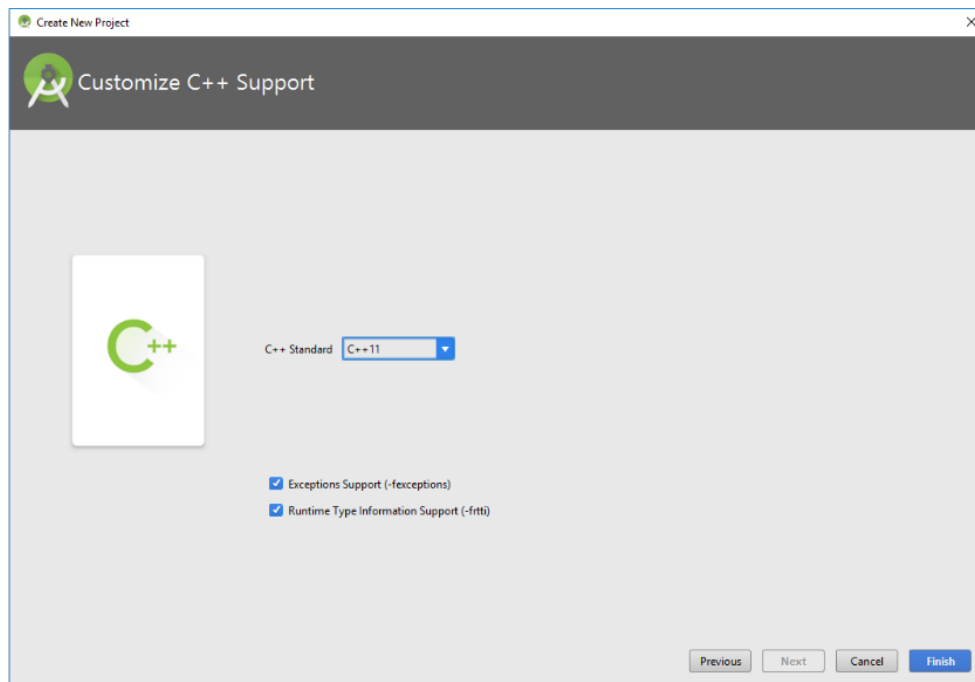 Create New Project
Customize C++ Support
C++
C++ Standard C++11
Exceptions Support (-fexceptions)
Runtime Type Information Support (-frtti)
Previous Next Cancel Finish